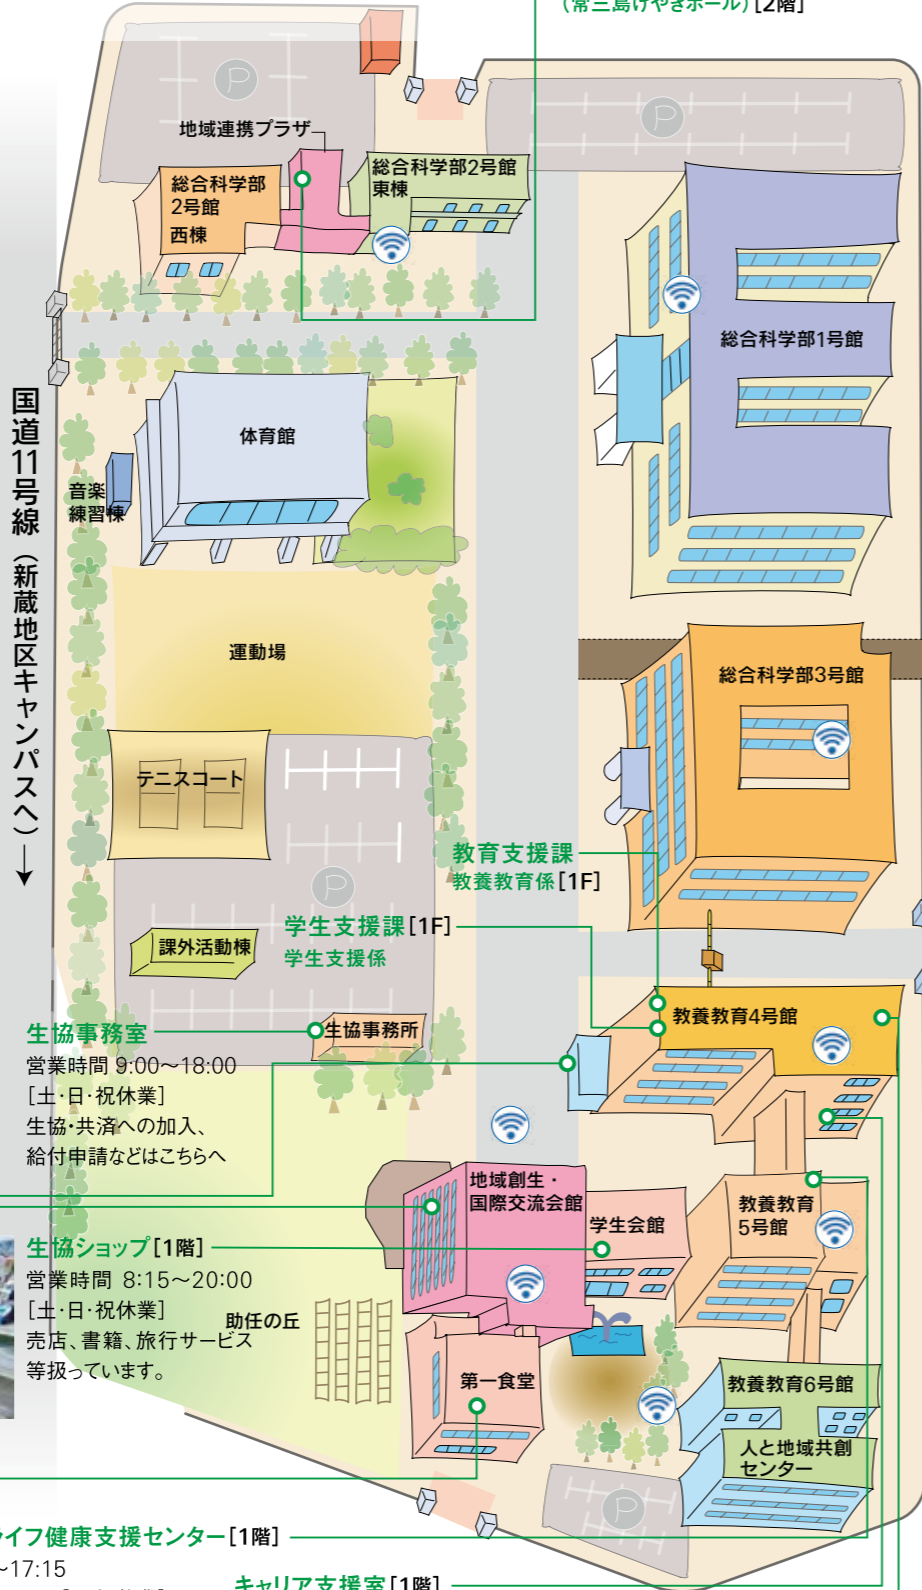 (常三島けやきホール)[2階]
P
P
地域連携プラザ
総合科学部
2号館
西棟
総合科学部2号館
東棟
総合科学部1号館
国道11号線(新蔵地区キャンパスへ)→
体育館
音楽
練習棟
運動場
総合科学部3号館
テニスコート
P
教育支援課
教養教育係[1F]
学生支援課[1F]
学生支援係
課外活動棟
教養教育4号館
生協事務所
生協事務室
営業時間 9:00〜18:00
[土・日・祝休業]
生協・共済への加入、
給付申請などはこちらへ
地域創生・
国際交流会館
学生会館
教養教育
5号館
生協ショップ[1階]
営業時間 8:15〜20:00
[土・日・祝休業]
売店、書籍、旅行サービス
等扱っています。
助任の丘
第一食堂
教養教育6号館
人と地域共創
センター
P
イフ健康支援センター[1階]
〜17:15
キャリア支援室[1階]